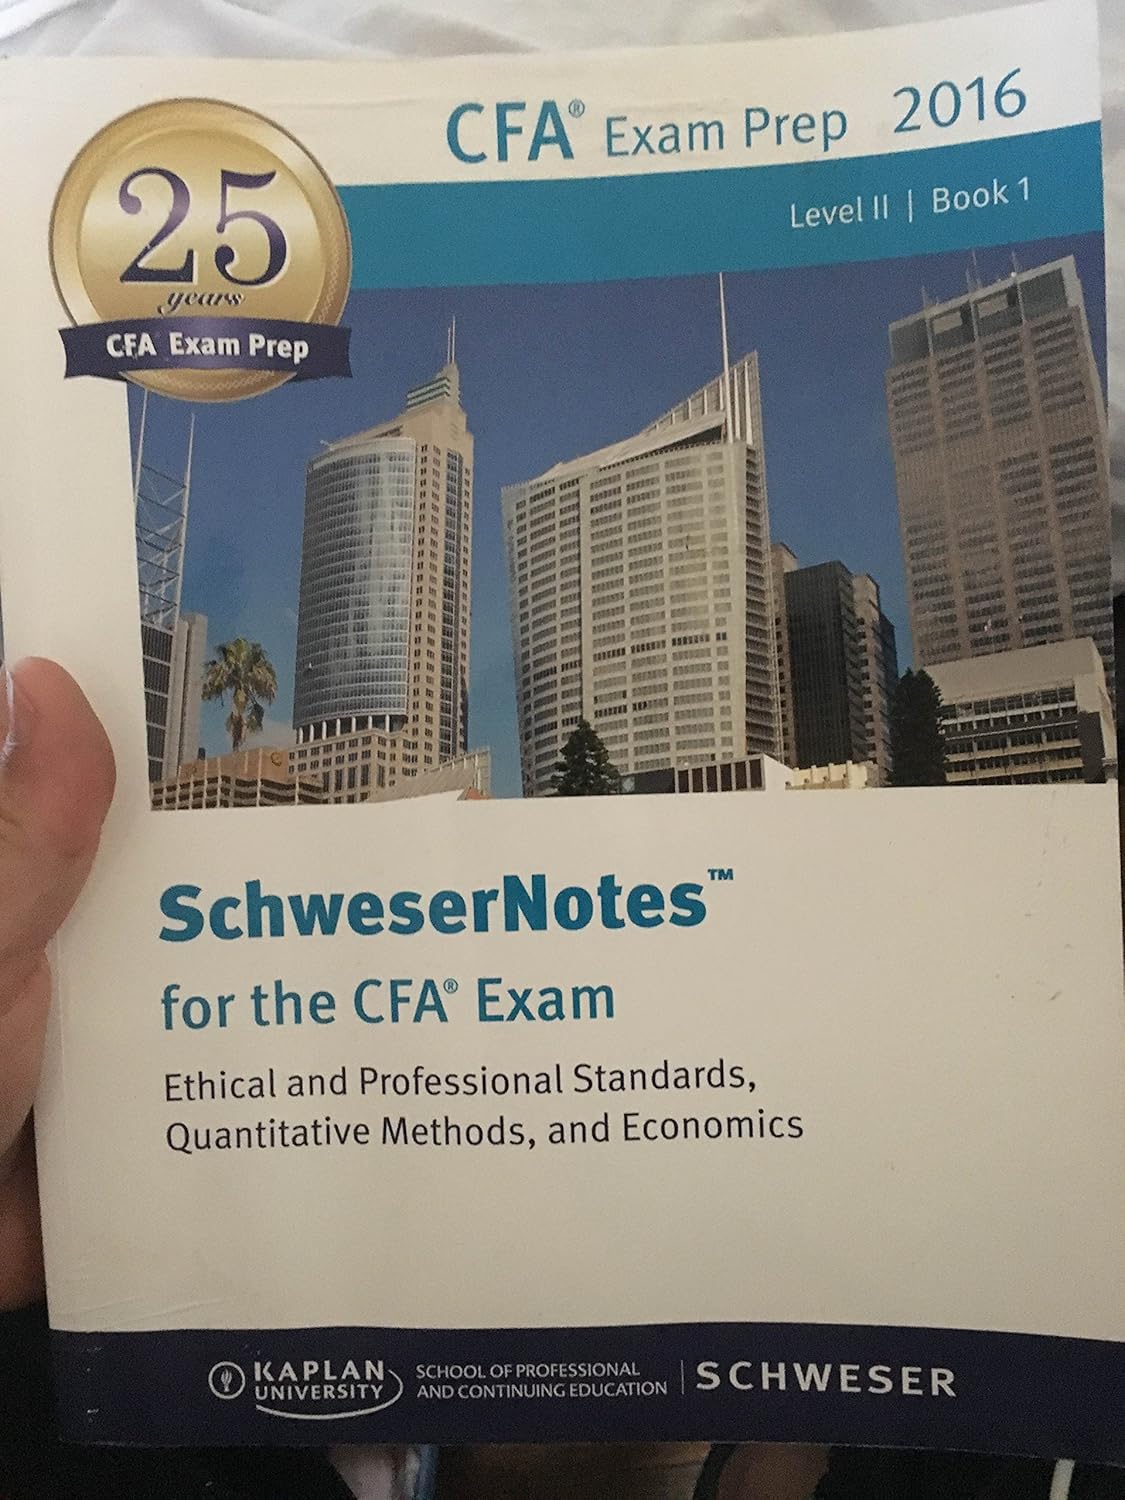 CFA® Exam Prep 2016
Level II | Book 1
25
years
CFA Exam Prep
SchweserNotes™
for the CFA® Exam
Ethical and Professional Standards,
Quantitative Methods, and Economics
KAPLAN
UNIVERSITY
SCHOOL OF PROFESSIONAL
AND CONTINUING EDUCATION
SCHWESER